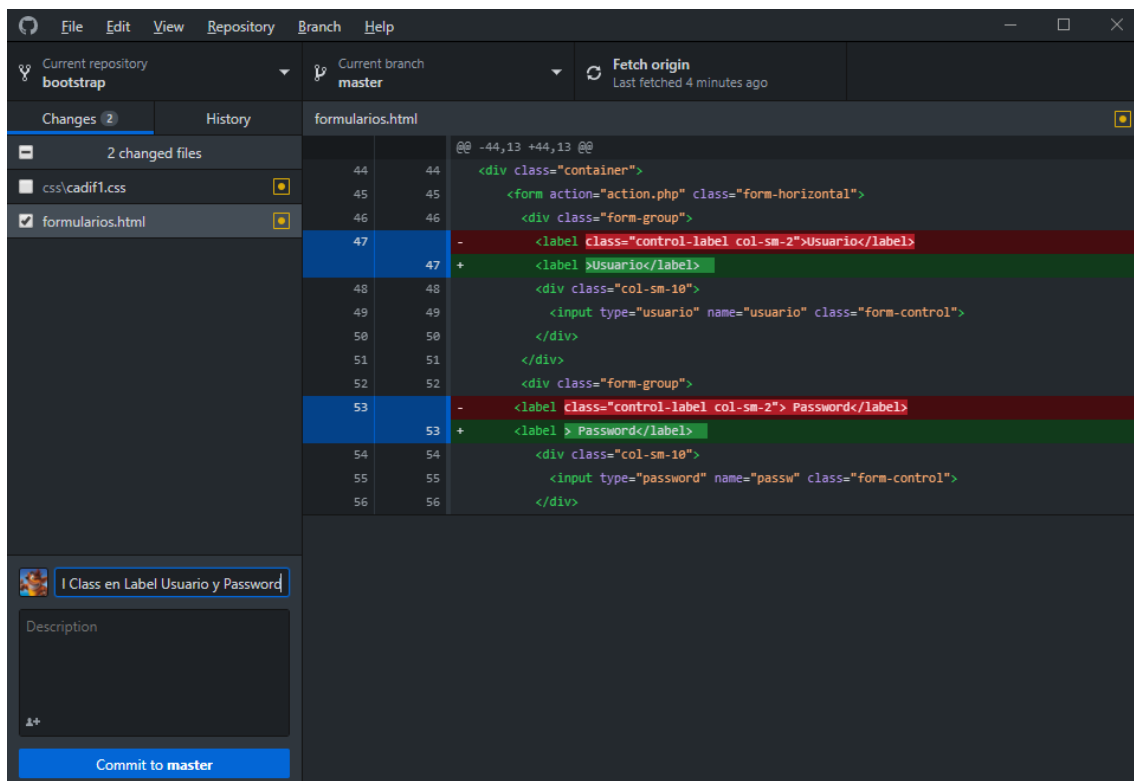 File Edit View Repository Branch Help
Current repository
bootstrap
Current branch
master
Fetch origin
Last fetched 4 minutes ago
Changes 2 History
2 changed files
css\cadif1.css
formularios.html
formularios.html
@@ -44,13 +44,13 @@
44 44 <div class="container">
45 45 <form action="action.php" class="form-horizontal">
46 46 <div class="form-group">
47 - <label class="control-label col-sm-2">Usuario</label>
47 + <label >Usuario</label>
48 48 <div class="col-sm-10">
49 49 <input type="usuario" name="usuario" class="form-control">
50 50 </div>
51 51 </div>
52 52 <div class="form-group">
53 - <label class="control-label col-sm-2"> Password</label>
53 + <label > Password</label>
54 54 <div class="col-sm-10">
55 55 <input type="password" name="passw" class="form-control">
56 56 </div>
l Class en Label Usuario y Password
Description
Commit to master